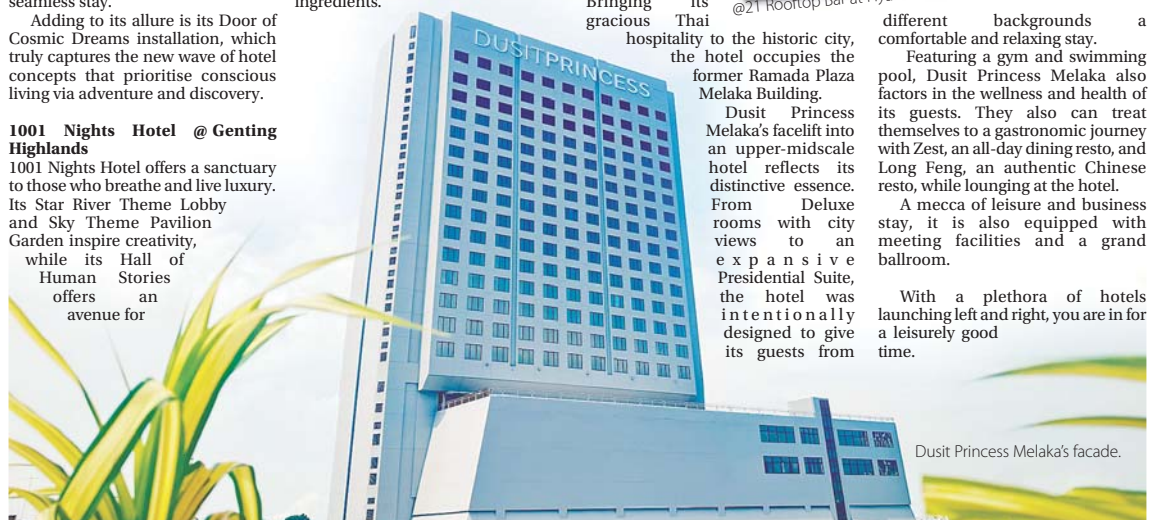 seamless stay.
Adding to its allure is its Door of
Cosmic Dreams installation, which
truly captures the new wave of hotel
concepts that prioritise conscious
living via adventure and discovery.
1001 Nights Hotel @ Genting
Highlands
1001 Nights Hotel offers a sanctuary
to those who breathe and live luxury.
Its Star River Theme Lobby
and Sky Theme Pavilion
Garden inspire creativity,
while its Hall of
Human Stories
offers an
avenue for
ingredients.
DUSIT PRINCESS
Bringing its
gracious Thai
hospitality to the historic city,
the hotel occupies the
former Ramada Plaza
Melaka Building.
Dusit Princess
Melaka's facelift into
an upper-midscale
hotel reflects its
distinctive essence.
From Deluxe
rooms with city
views to an
expansive
Presidential Suite,
the hotel was
intentionally
designed to give
its guests from
@21 Rooftop Bar at
different backgrounds a
comfortable and relaxing stay.
Featuring a gym and swimming
pool, Dusit Princess Melaka also
factors in the wellness and health of
its guests. They also can treat
themselves to a gastronomic journey
with Zest, an all-day dining resto, and
Long Feng, an authentic Chinese
resto, while lounging at the hotel.
A mecca of leisure and business
stay, it is also equipped with
meeting facilities and a grand
ballroom.
With a plethora of hotels
launching left and right, you are in for
a leisurely good
time.
Dusit Princess Melaka's facade.